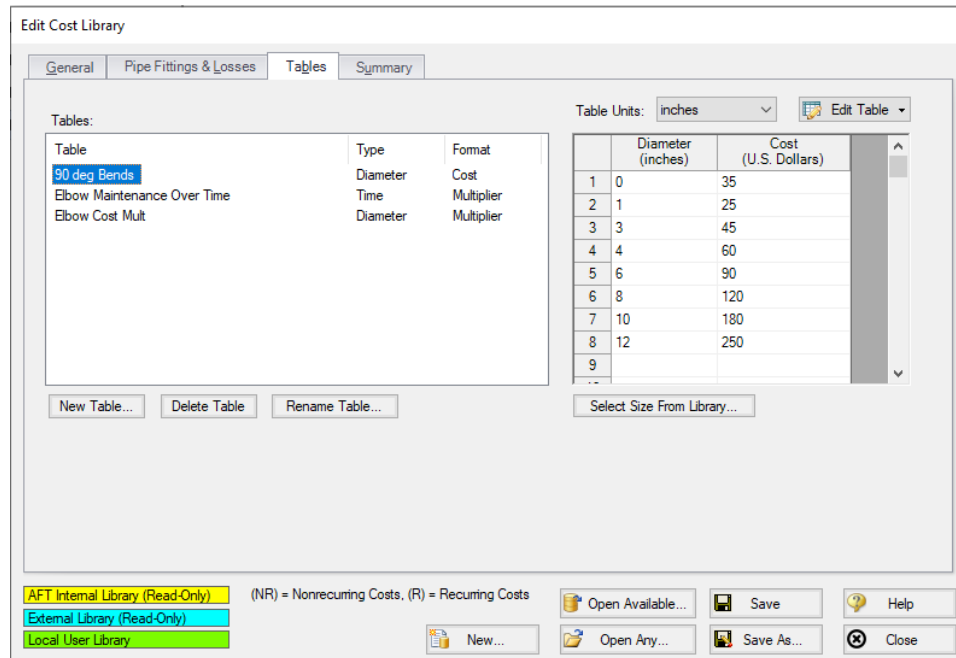 Edit Cost Library
General Pipe Fittings & Losses Tables Summary
Tables:
Table Type Format
90 deg Bends Diameter Cost
Elbow Maintenance Over Time Time Multiplier
Elbow Cost Mult Diameter Multiplier
New Table... Delete Table Rename Table...
Table Units: inches Edit Table
Diameter (inches) Cost (U.S. Dollars)
1 0 35
2 1 25
3 3 45
4 4 60
5 6 90
6 8 120
7 10 180
8 12 250
9
Select Size From Library...
AFT Internal Library (Read-Only)
External Library (Read-Only)
Local User Library
(NR) = Nonrecurring Costs, (R) = Recurring Costs
Open Available... Save Help
New... Open Any... Save As... Close